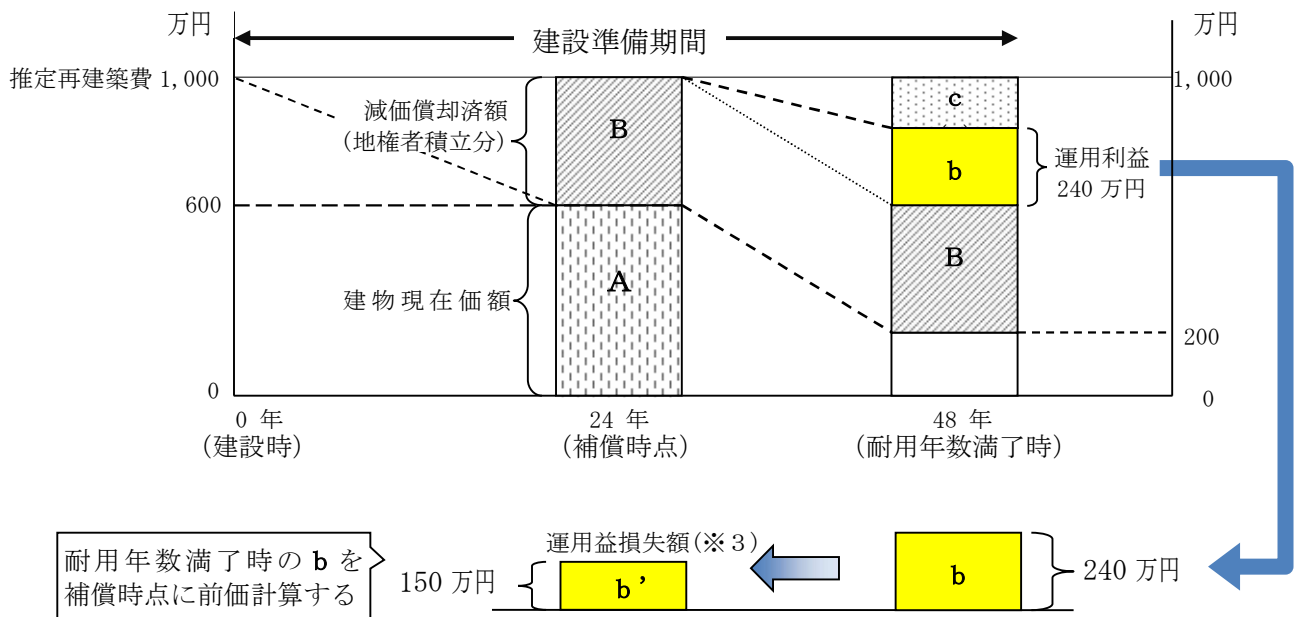 万円
万円
建設準備期間
推定再建築費 1,000
1,000
減価償却済額
(地権者積立分)
B
c
b
運用利益
240 万円
600
A
B
建物現在価額
200
0
0
0 年
(建設時)
24 年
(補償時点)
48 年
(耐用年数満了時)
耐用年数満了時の b を
補償時点に前価計算する
運用益損失額(※3)
150 万円
b’
b
240 万円